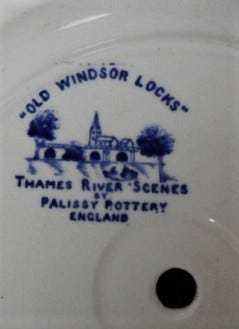 "OLD WINDSOR LOCKS"
THAMES RIVER SCENES
BY
PALISSY POTTERY
ENGLAND